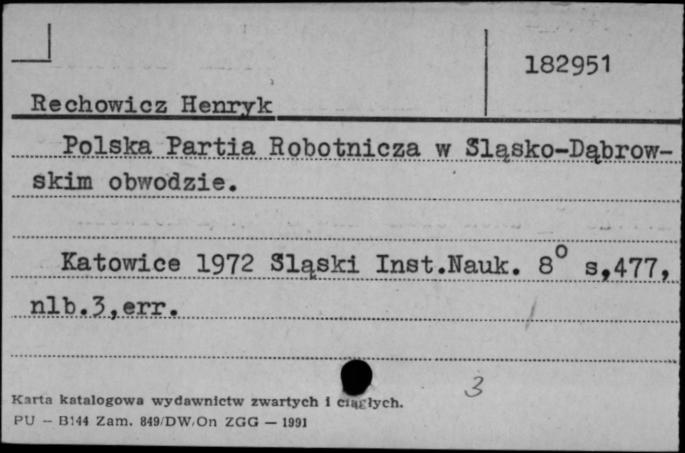 182951
Rechowicz Henryk
Polska Partia Robotnicza w Śląsko-Dąbrow-
skim obwodzie.
Katowice 1972 Śląski Inst.Nauk. 8° s,477,
nlb.3,err.
3
Karta katalogowa wydawnictw zwartych i ciągłych.
PU - B144 Zam. 849/DW/On ZGG — 1991